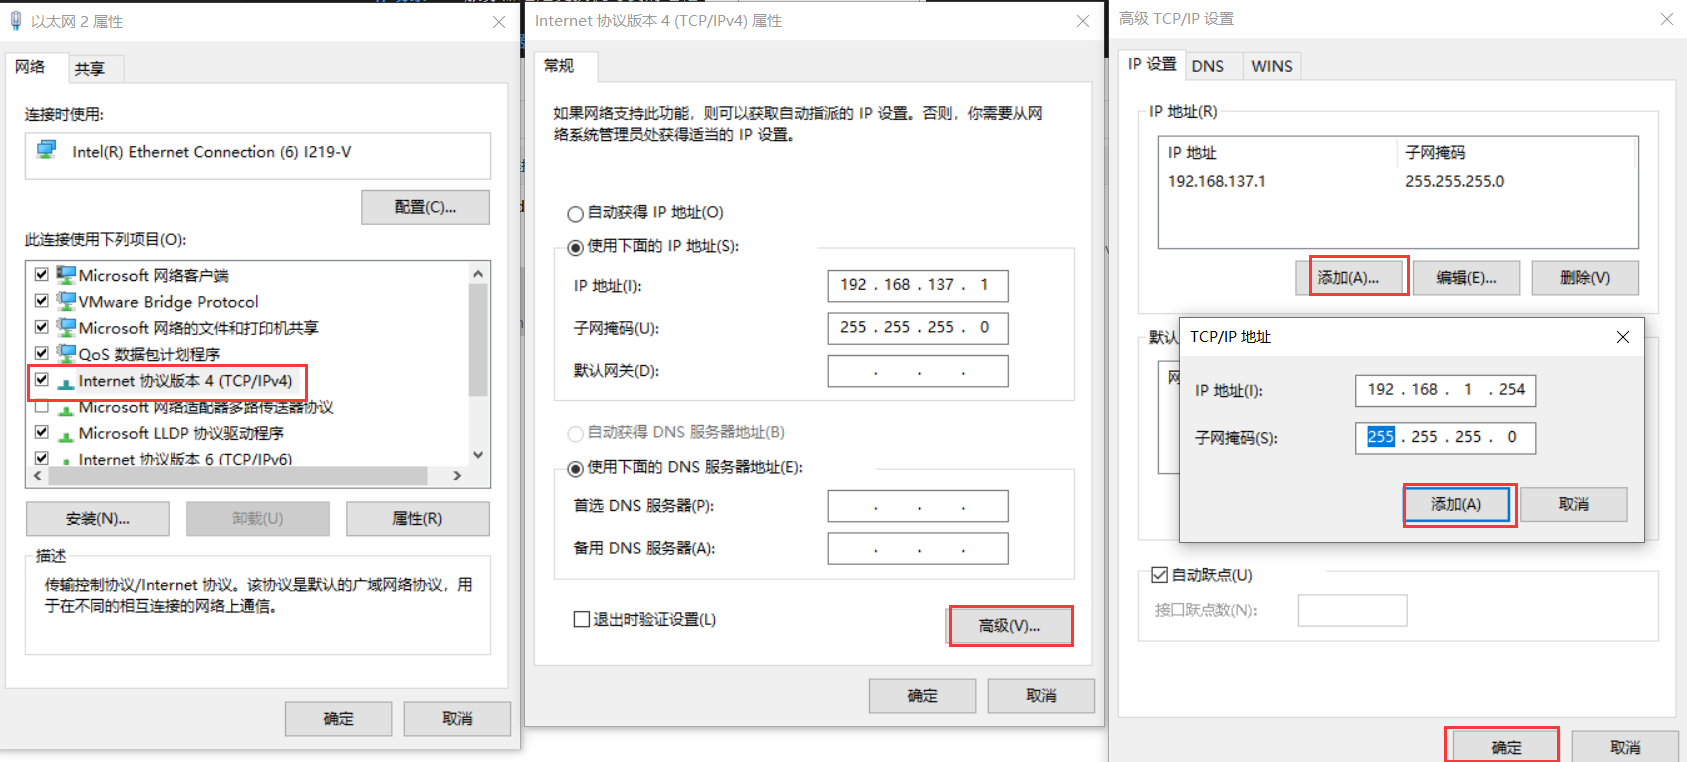 以太网 2 属性
网络
共享
连接时使用:
Intel(R) Ethernet Connection (6) I219-V
配置(C)...
此连接使用下列项目(O):
Microsoft 网络客户端
VMware Bridge Protocol
Microsoft 网络的文件和打印机共享
QoS 数据包计划程序
Internet 协议版本 4 (TCP/IPv4)
Microsoft 网络适配器多路传送器协议
Microsoft LLDP 协议驱动程序
Internet 协议版本 6 (TCP/IPv6)
安装(N)...
卸载(U)
属性(R)
描述
传输控制协议/Internet 协议。该协议是默认的广域网络协议，用
于在不同的相互连接的网络上通信。
确定
取消
Internet 协议版本 4 (TCP/IPv4) 属性
常规
如果网络支持此功能，则可以获取自动指派的 IP 设置。否则，你需要从网
络系统管理员处获得适当的 IP 设置。
自动获得 IP 地址(O)
使用下面的 IP 地址(S):
IP 地址(I):
192 . 168 . 137 . 1
子网掩码(U):
255 . 255 . 255 . 0
默认网关(D):
. . .
自动获得 DNS 服务器地址(B)
使用下面的 DNS 服务器地址(E):
首选 DNS 服务器(P):
. . .
备用 DNS 服务器(A):
. . .
退出时验证设置(L)
高级(V)...
确定
取消
高级 TCP/IP 设置
IP 设置
DNS
WINS
IP 地址(R)
IP 地址
子网掩码
192.168.137.1
255.255.255.0
添加(A)...
编辑(E)...
删除(V)
默认
TCP/IP 地址
IP 地址(I):
192 . 168 . 1 . 254
子网掩码(S):
255 . 255 . 255 . 0
添加(A)
取消
自动跃点(U)
接口跃点数(N):
确定
取消